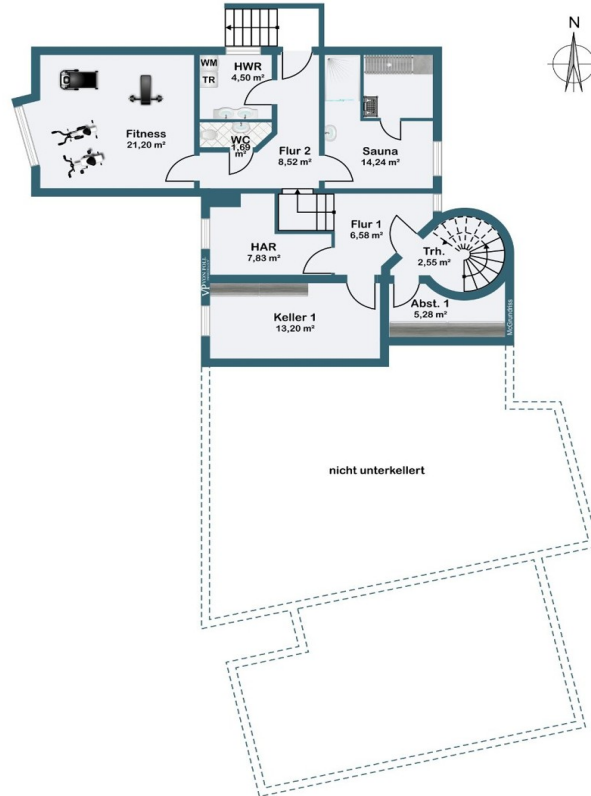 N
WM
TR
HWR
4,50 m²
Fitness
21,20 m²
WC
1,69
m²
Flur 2
8,52 m²
Sauna
14,24 m²
Flur 1
6,58 m²
HAR
7,83 m²
Trh.
2,55 m²
Abst. 1
5,28 m²
Keller 1
13,20 m²
McGrundriss
nicht unterkellert